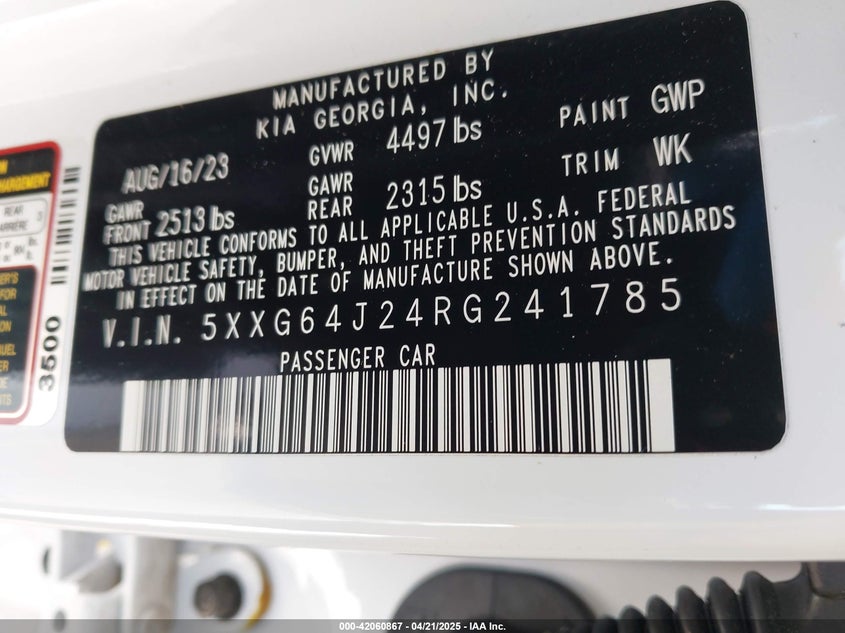 MANUFACTURED BY
KIA GEORGIA, INC.
AUG/16/23 GVWR 4497 lbs PAINT GWP
GAWR FRONT 2513 lbs GAWR REAR 2315 lbs TRIM WK
THIS VEHICLE CONFORMS TO ALL APPLICABLE U.S.A. FEDERAL
MOTOR VEHICLE SAFETY, BUMPER, AND THEFT PREVENTION STANDARDS
IN EFFECT ON THE DATE OF MANUFACTURE SHOWN ABOVE.
V.I.N. 5XXG64J24RG241785
PASSENGER CAR
3500
REAR
000-42060867 - 04/21/2025 - IAA Inc.